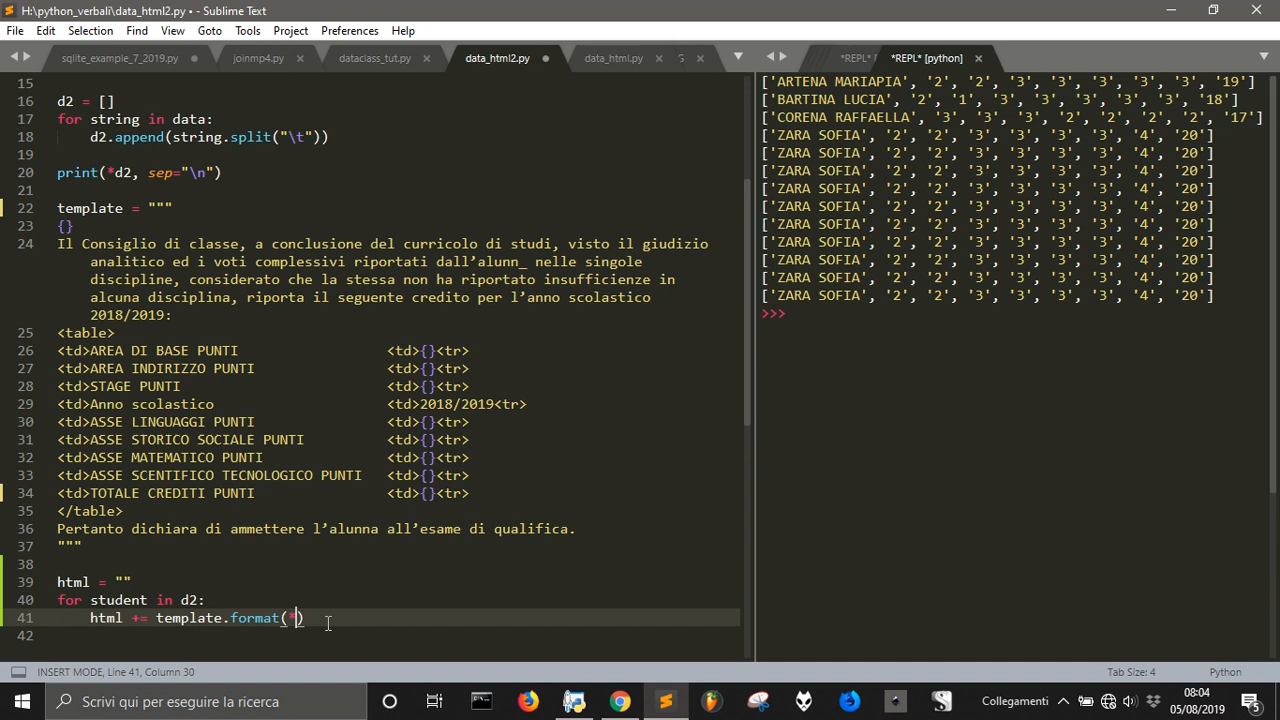 H:\python_verbali\data_html2.py • - Sublime Text
File Edit Selection Find View Goto Tools Project Preferences Help
sqlite_example_7_2019.py joinmp4.py dataclass_tut.py data_html2.py data_html.py
*REPL* *REPL* [python]
15
16 d2 = []
17 for string in data:
18 d2.append(string.split("\t"))
19
20 print(*d2, sep="\n")
21
22 template = """
23 {}
24 Il Consiglio di classe, a conclusione del curricolo di studi, visto il giudizio
analitico ed i voti complessivi riportati dall’alunn_ nelle singole
discipline, considerato che la stessa non ha riportato insufficienze in
alcuna disciplina, riporta il seguente credito per l’anno scolastico
2018/2019:
25 <table>
26 <td>AREA DI BASE PUNTI <td>{}<tr>
27 <td>AREA INDIRIZZO PUNTI <td>{}<tr>
28 <td>STAGE PUNTI <td>{}<tr>
29 <td>Anno scolastico <td>2018/2019<tr>
30 <td>ASSE LINGUAGGI PUNTI <td>{}<tr>
31 <td>ASSE STORICO SOCIALE PUNTI <td>{}<tr>
32 <td>ASSE MATEMATICO PUNTI <td>{}<tr>
33 <td>ASSE SCENTIFICO TECNOLOGICO PUNTI <td>{}<tr>
34 <td>TOTALE CREDITI PUNTI <td>{}<tr>
35 </table>
36 Pertanto dichiara di ammettere l’alunna all’esame di qualifica.
37 """
38
39 html = ""
40 for student in d2:
41 html += template.format(*)
42
['ARTENA MARIAPIA', '2', '2', '3', '3', '3', '3', '3', '19']
['BARTINA LUCIA', '2', '1', '3', '3', '3', '3', '3', '18']
['CORENA RAFFAELLA', '3', '3', '3', '2', '2', '2', '2', '17']
['ZARA SOFIA', '2', '2', '3', '3', '3', '3', '4', '20']
['ZARA SOFIA', '2', '2', '3', '3', '3', '3', '4', '20']
['ZARA SOFIA', '2', '2', '3', '3', '3', '3', '4', '20']
['ZARA SOFIA', '2', '2', '3', '3', '3', '3', '4', '20']
['ZARA SOFIA', '2', '2', '3', '3', '3', '3', '4', '20']
['ZARA SOFIA', '2', '2', '3', '3', '3', '3', '4', '20']
['ZARA SOFIA', '2', '2', '3', '3', '3', '3', '4', '20']
['ZARA SOFIA', '2', '2', '3', '3', '3', '3', '4', '20']
['ZARA SOFIA', '2', '2', '3', '3', '3', '3', '4', '20']
['ZARA SOFIA', '2', '2', '3', '3', '3', '3', '4', '20']
>>>
INSERT MODE, Line 41, Column 30 Tab Size: 4 Python
Scrivi qui per eseguire la ricerca
Collegamenti
08:04
05/08/2019
5